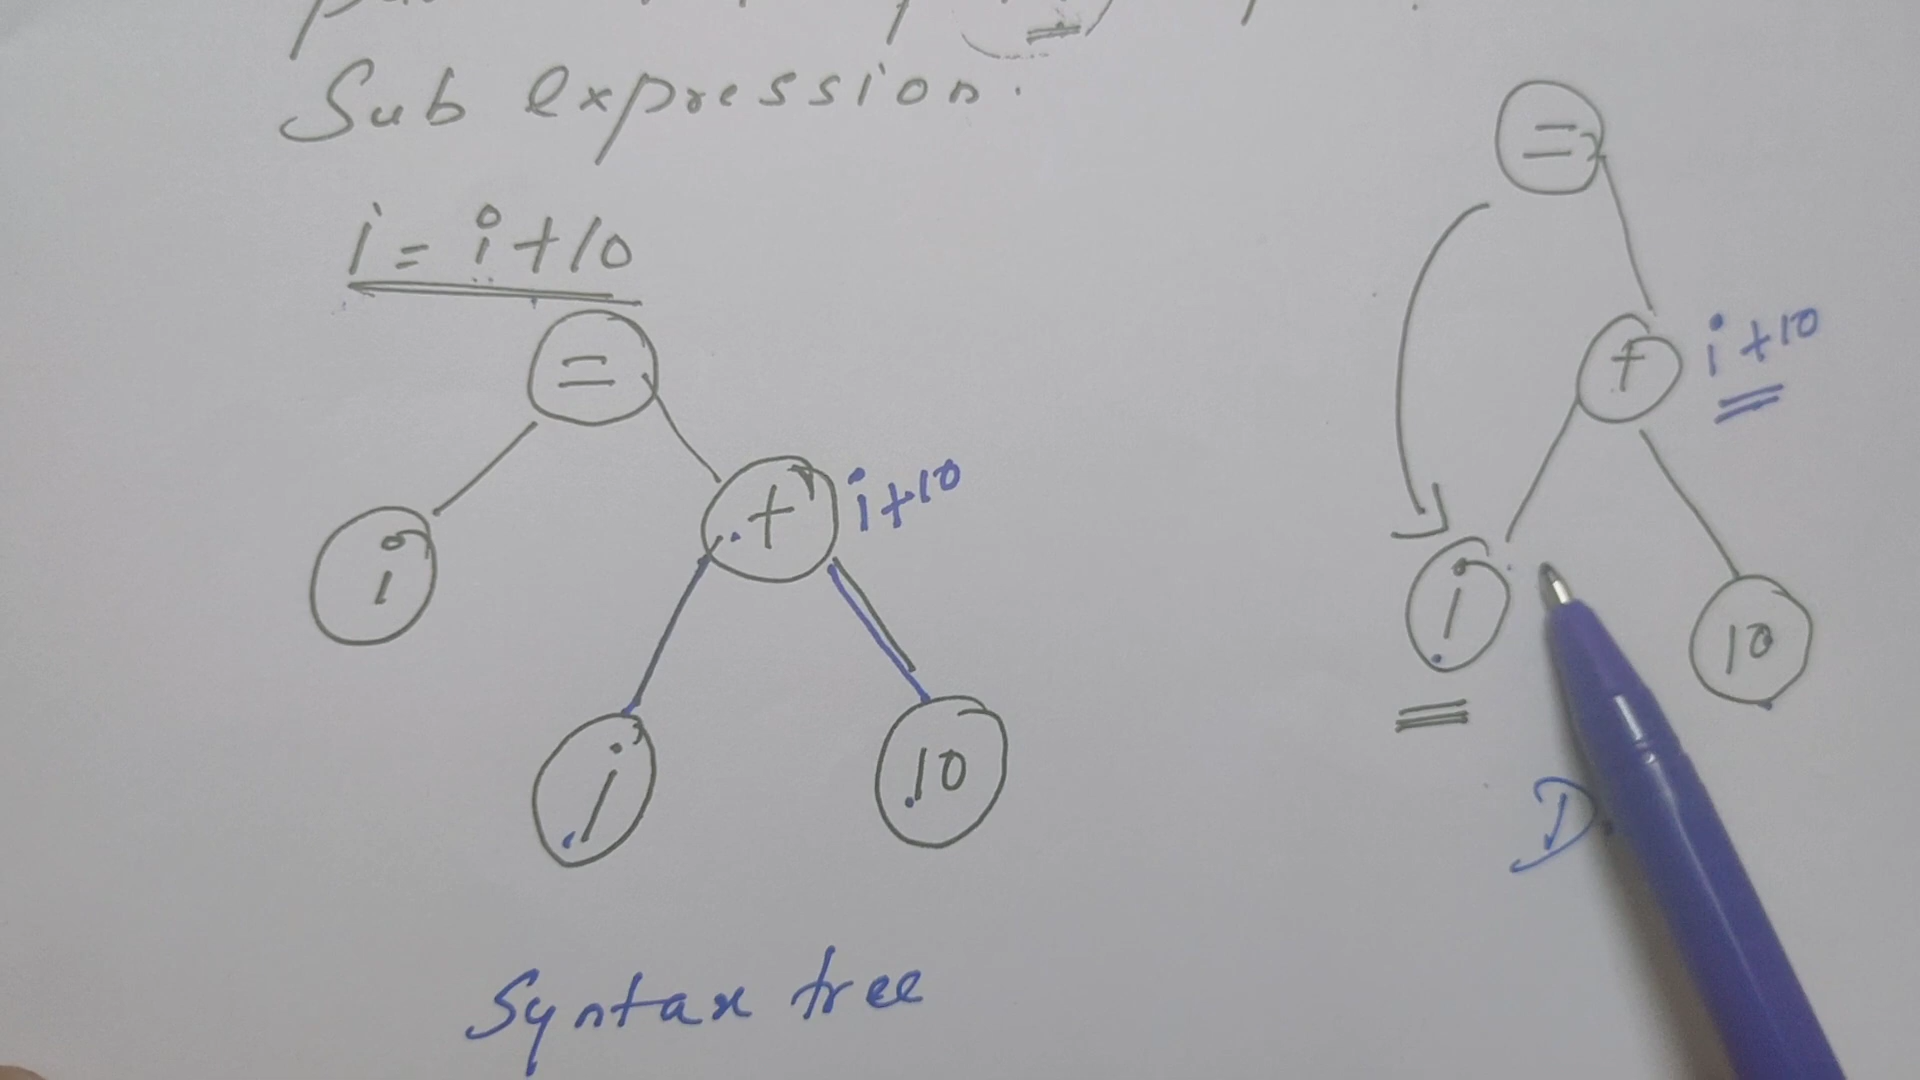 Sub expression.
i = i+10
=
i
+
i+10
i
10
Syntax tree
=
+
i+10
i
10
D